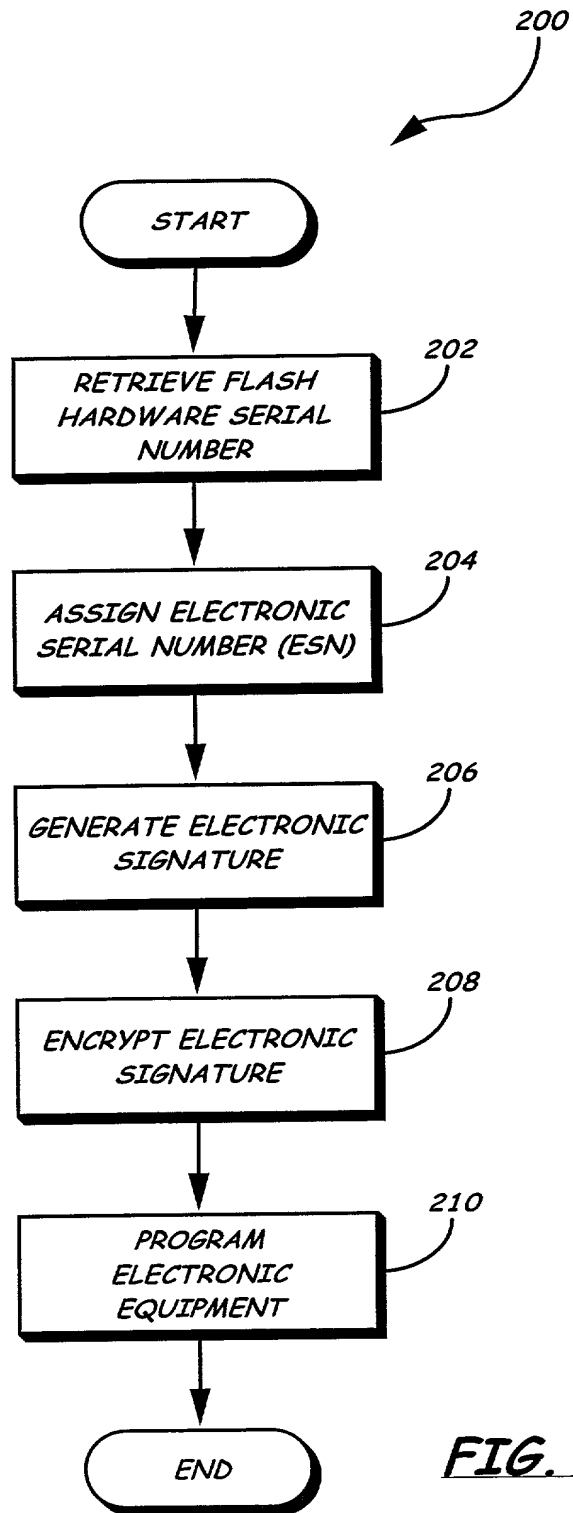 200
START
202
RETRIEVE FLASH
HARDWARE SERIAL
NUMBER
204
ASSIGN ELECTRONIC
SERIAL NUMBER (ESN)
206
GENERATE ELECTRONIC
SIGNATURE
208
ENCRYPT ELECTRONIC
SIGNATURE
210
PROGRAM
ELECTRONIC
EQUIPMENT
END
FIG.